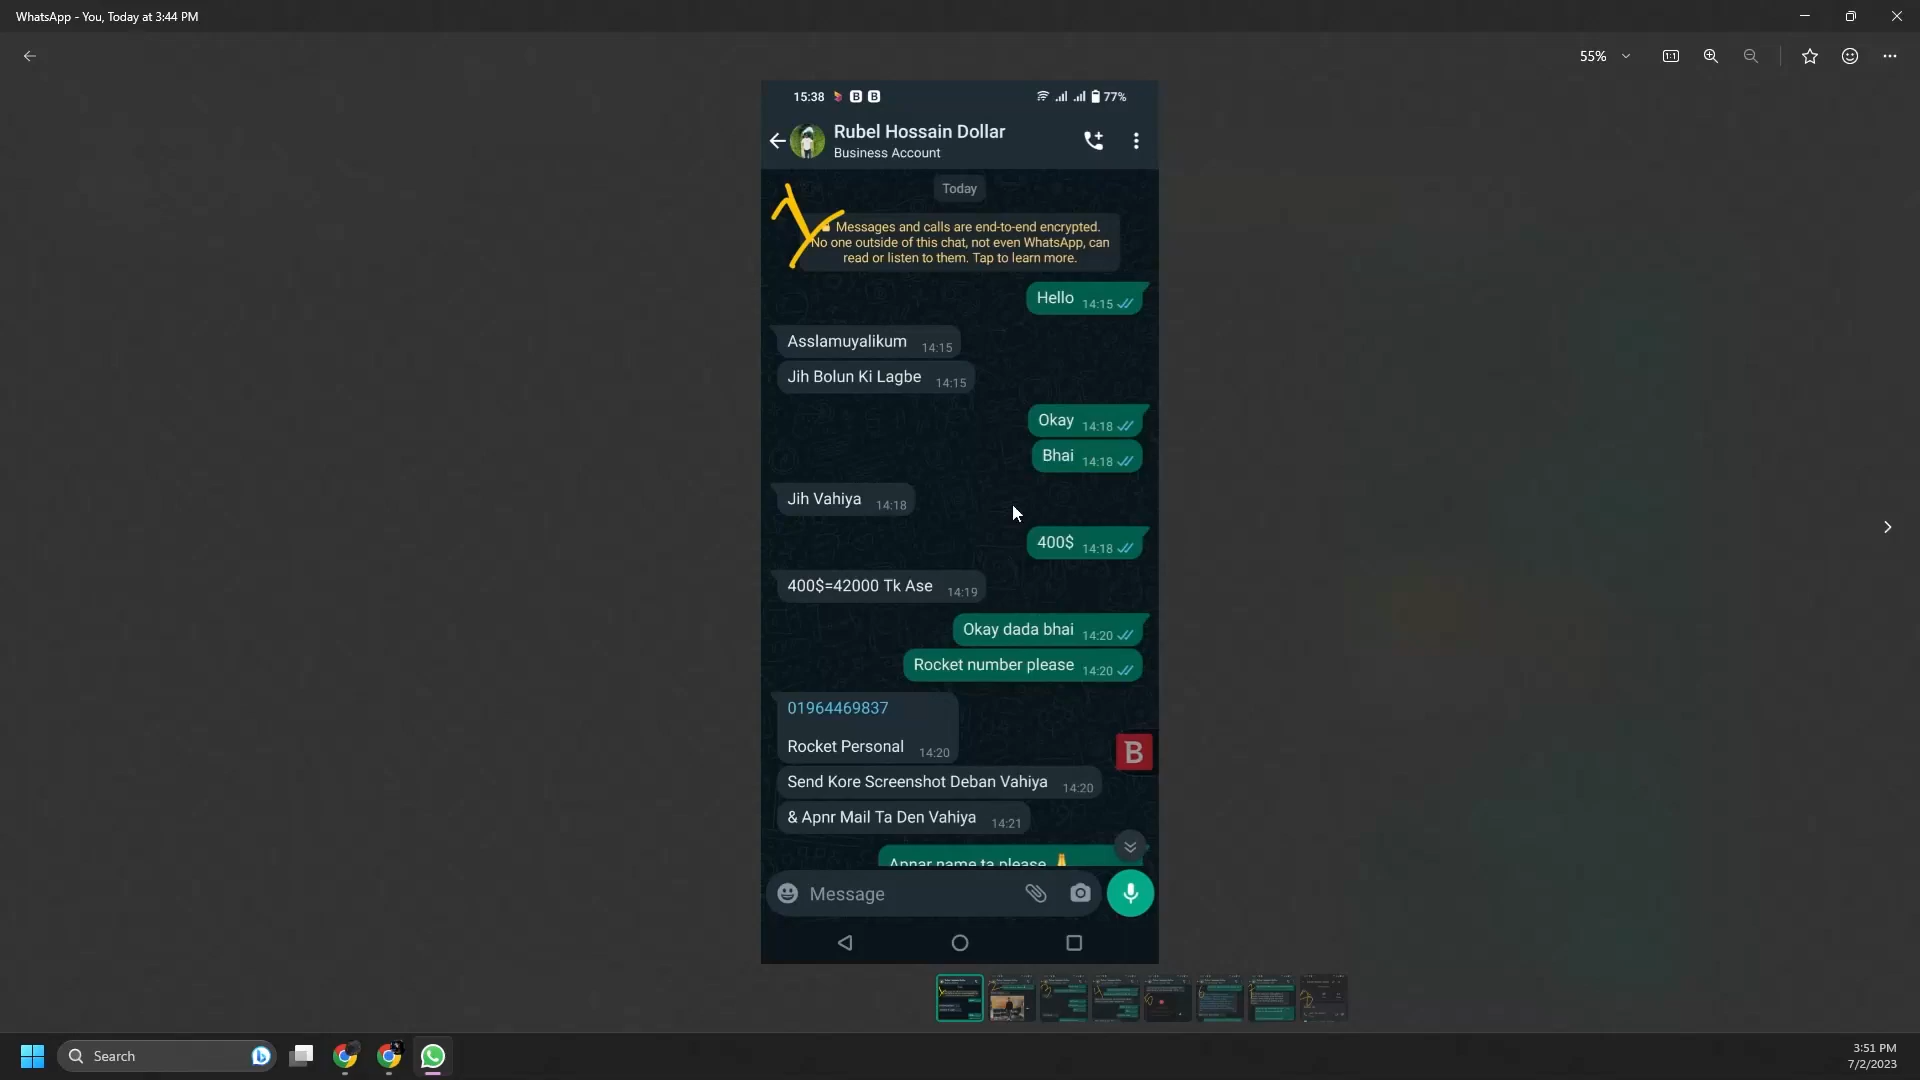 WhatsApp - You, Today at 3:44 PM
55%
15:38 B B 77%
Rubel Hossain Dollar
Business Account
Today
Messages and calls are end-to-end encrypted.
No one outside of this chat, not even WhatsApp, can
read or listen to them. Tap to learn more.
Hello 14:15
Asslamuyalikum 14:15
Jih Bolun Ki Lagbe 14:15
Okay 14:18
Bhai 14:18
Jih Vahiya 14:18
400$ 14:18
400$=42000 Tk Ase 14:19
Okay dada bhai 14:20
Rocket number please 14:20
01964469837
Rocket Personal 14:20
B
Send Kore Screenshot Deban Vahiya 14:20
& Apnr Mail Ta Den Vahiya 14:21
Apnar name ta please 🙏
Message
Search
3:51 PM
7/2/2023